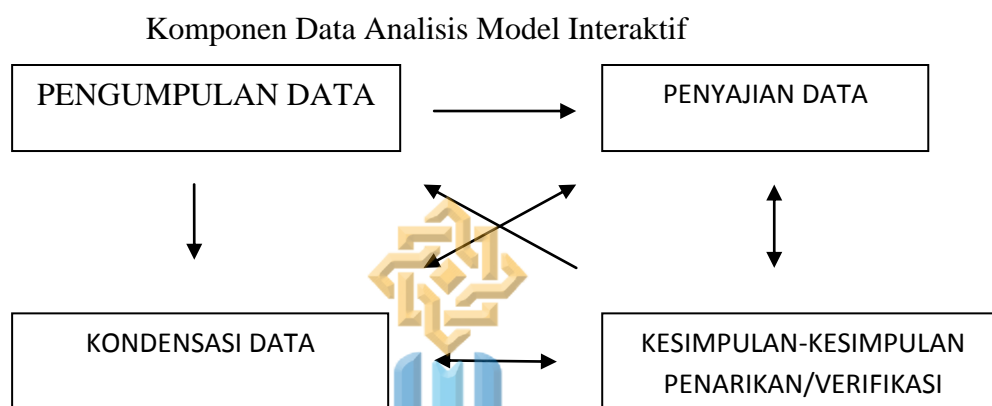 Komponen Data Analisis Model Interaktif
PENGUMPULAN DATA
PENYAJIAN DATA
KONDENSASI DATA
KESIMPULAN-KESIMPULAN
PENARIKAN/VERIFIKASI